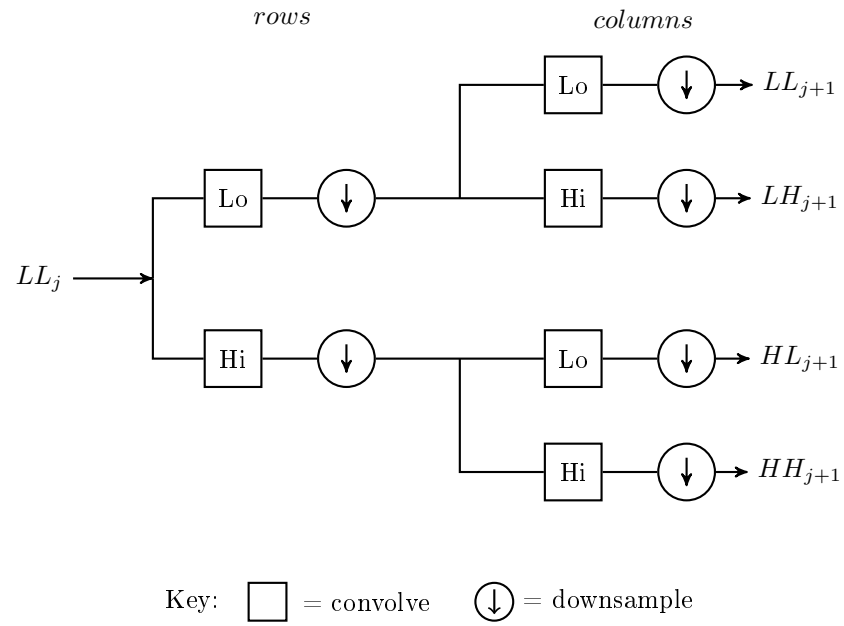 rows
columns
Lo
LL_{j+1}
Lo
Hi
LH_{j+1}
LL_j
Hi
Lo
HL_{j+1}
Hi
HH_{j+1}
Key: = convolve = downsample